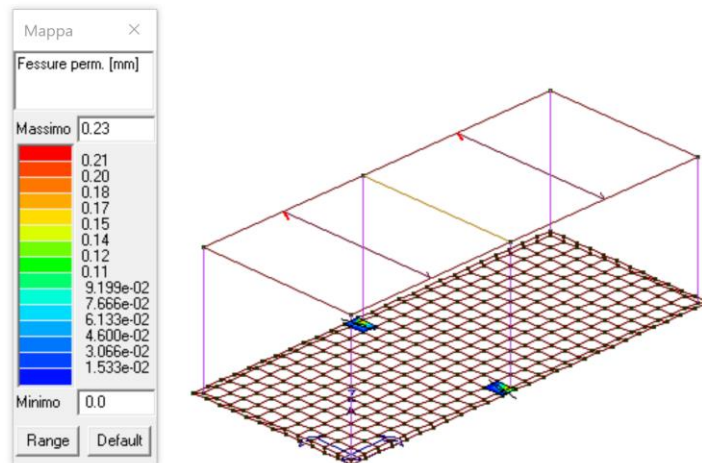 Mappa
Fessure perm. [mm]
Massimo 0.23
0.21
0.20
0.18
0.17
0.15
0.14
0.12
0.11
9.199e-02
7.666e-02
6.133e-02
4.600e-02
3.066e-02
1.533e-02
Minimo 0.0
Range Default